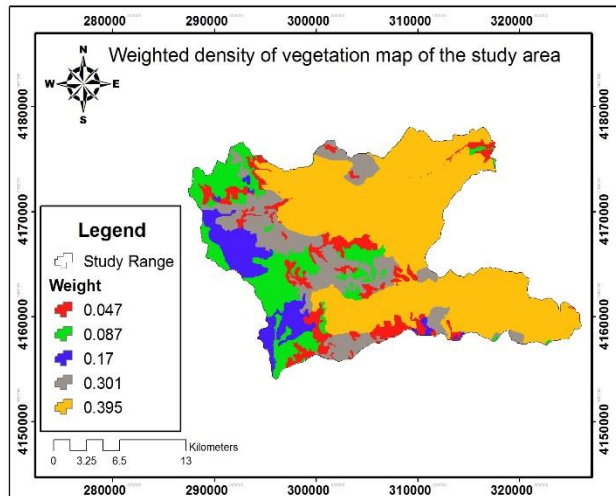 280000 290000 300000 310000 320000
Weighted density of vegetation map of the study area
N
W E
S
4180000 4180000
4170000 4170000
4160000 4160000
4150000 4150000
Legend
Study Range
Weight
0.047
0.087
0.17
0.301
0.395
Kilometers
0 3.25 6.5 13
280000 290000 300000 310000 320000